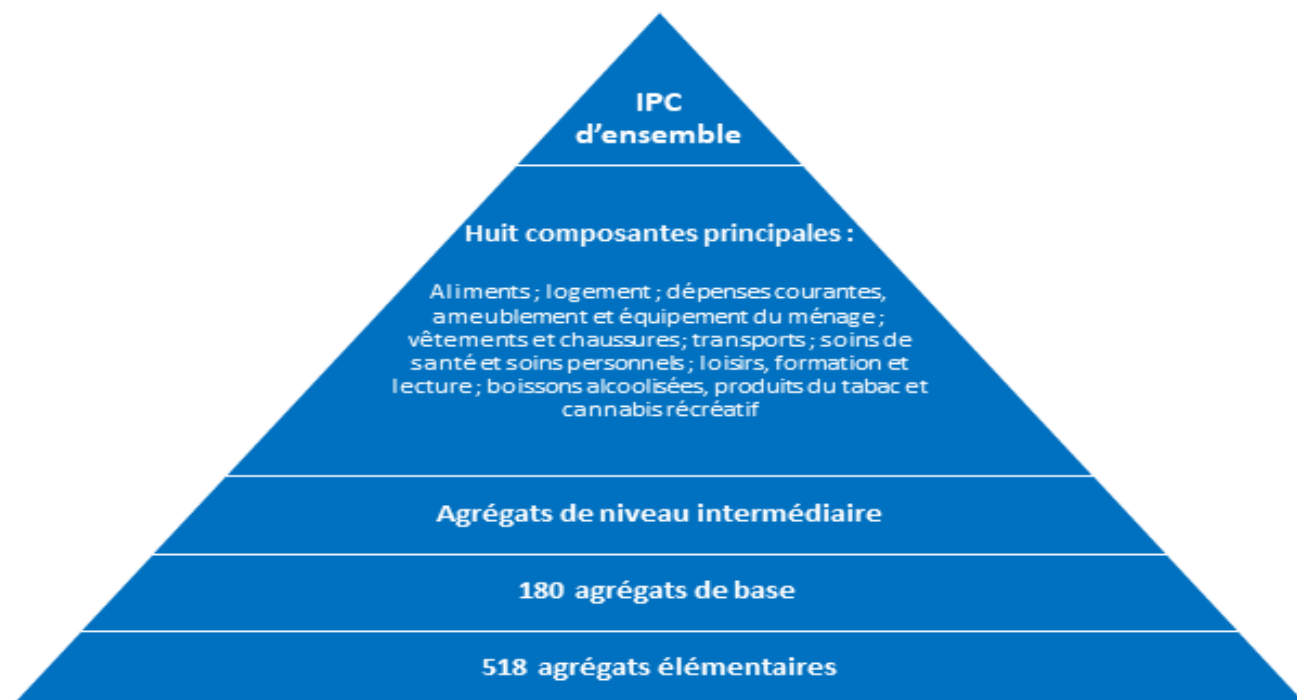 IPC
d’ensemble
Huit composantes principales :
Aliments ; logement ; dépenses courantes,
ameublement et équipement du ménage ;
vêtements et chaussures; transports ; soins de
santé et soins personnels ; loisirs, formation et
lecture ; boissons alcoolisées, produits du tabac et
cannabis récréatif
Agrégats de niveau intermédiaire
180 agrégats de base
518 agrégats élémentaires